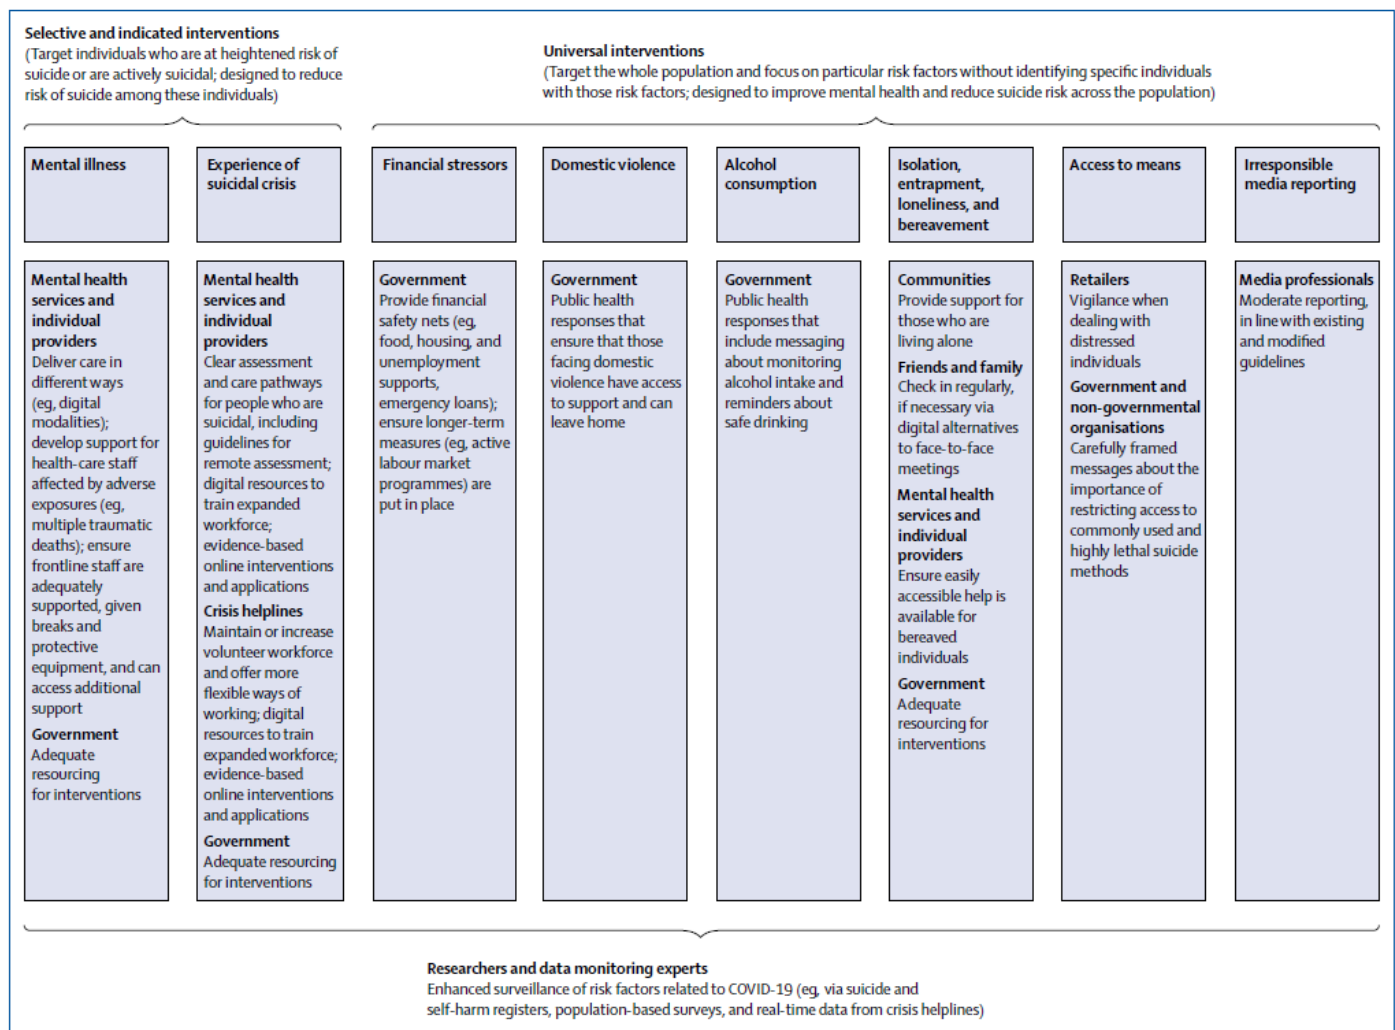 Selective and indicated interventions
(Target individuals who are at heightened risk of
suicide or are actively suicidal; designed to reduce
risk of suicide among these individuals)
Universal interventions
(Target the whole population and focus on particular risk factors without identifying specific individuals
with those risk factors; designed to improve mental health and reduce suicide risk across the population)
Mental illness
Experience of
suicidal crisis
Financial stressors
Domestic violence
Alcohol
consumption
Isolation,
entrapment,
loneliness, and
bereavement
Access to means
Irresponsible
media reporting
Mental health
services and
individual
providers
Deliver care in
different ways
(eg, digital
modalities);
develop support for
health-care staff
affected by adverse
exposures (eg,
multiple traumatic
deaths); ensure
frontline staff are
adequately
supported, given
breaks and
protective
equipment, and can
access additional
support
Government
Adequate
resourcing
for interventions
Mental health
services and
individual
providers
Clear assessment
and care pathways
for people who are
suicidal, including
guidelines for
remote assessment;
digital resources to
train expanded
workforce;
evidence-based
online interventions
and applications
Crisis helplines
Maintain or increase
volunteer workforce
and offer more
flexible ways of
working; digital
resources to train
expanded workforce;
evidence-based
online interventions
and applications
Government
Adequate resourcing
for interventions
Government
Provide financial
safety nets (eg,
food, housing, and
unemployment
supports,
emergency loans);
ensure longer-term
measures (eg, active
labour market
programmes) are
put in place
Government
Public health
responses that
ensure that those
facing domestic
violence have access
to support and can
leave home
Government
Public health
responses that
include messaging
about monitoring
alcohol intake and
reminders about
safe drinking
Communities
Provide support for
those who are
living alone
Friends and family
Check in regularly,
if necessary via
digital alternatives
to face-to-face
meetings
Mental health
services and
individual
providers
Ensure easily
accessible help is
available for
bereaved
individuals
Government
Adequate
resourcing for
interventions
Retailers
Vigilance when
dealing with
distressed
individuals
Government and
non-governmental
organisations
Carefully framed
messages about the
importance of
restricting access to
commonly used and
highly lethal suicide
methods
Media professionals
Moderate reporting,
in line with existing
and modified
guidelines
Researchers and data monitoring experts
Enhanced surveillance of risk factors related to COVID-19 (eg, via suicide and
self-harm registers, population-based surveys, and real-time data from crisis helplines)